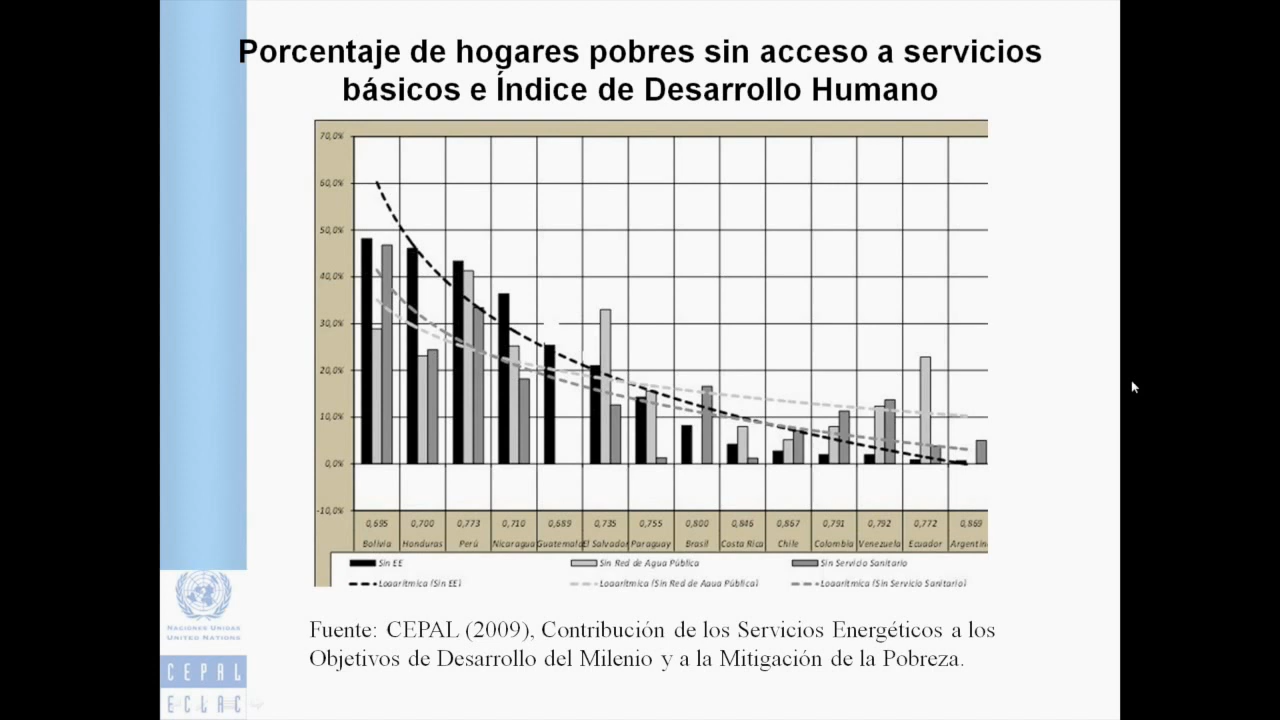 Porcentaje de hogares pobres sin acceso a servicios
básicos e Índice de Desarrollo Humano
70,0%
60,0%
50,0%
40,0%
30,0%
20,0%
10,0%
0,0%
-10,0%
0,695 0,700 0,773 0,710 0,689 0,735 0,755 0,800 0,846 0,867 0,791 0,792 0,772 0,869
Bolivia Honduras Perú Nicaragua Guatemala El Salvador Paraguay Brasil Costa Rica Chile Colombia Venezuela Ecuador Argentin
Sin EE Sin Red de Agua Pública Sin Servicio Sanitario
Logarítmica (Sin EE) Logarítmica (Sin Red de Agua Pública) Logarítmica (Sin Servicio Sanitario)
Fuente: CEPAL (2009), Contribución de los Servicios Energéticos a los
Objetivos de Desarrollo del Milenio y a la Mitigación de la Pobreza.
NACIONES UNIDAS
UNITED NATIONS
CEPAL
ECLAC